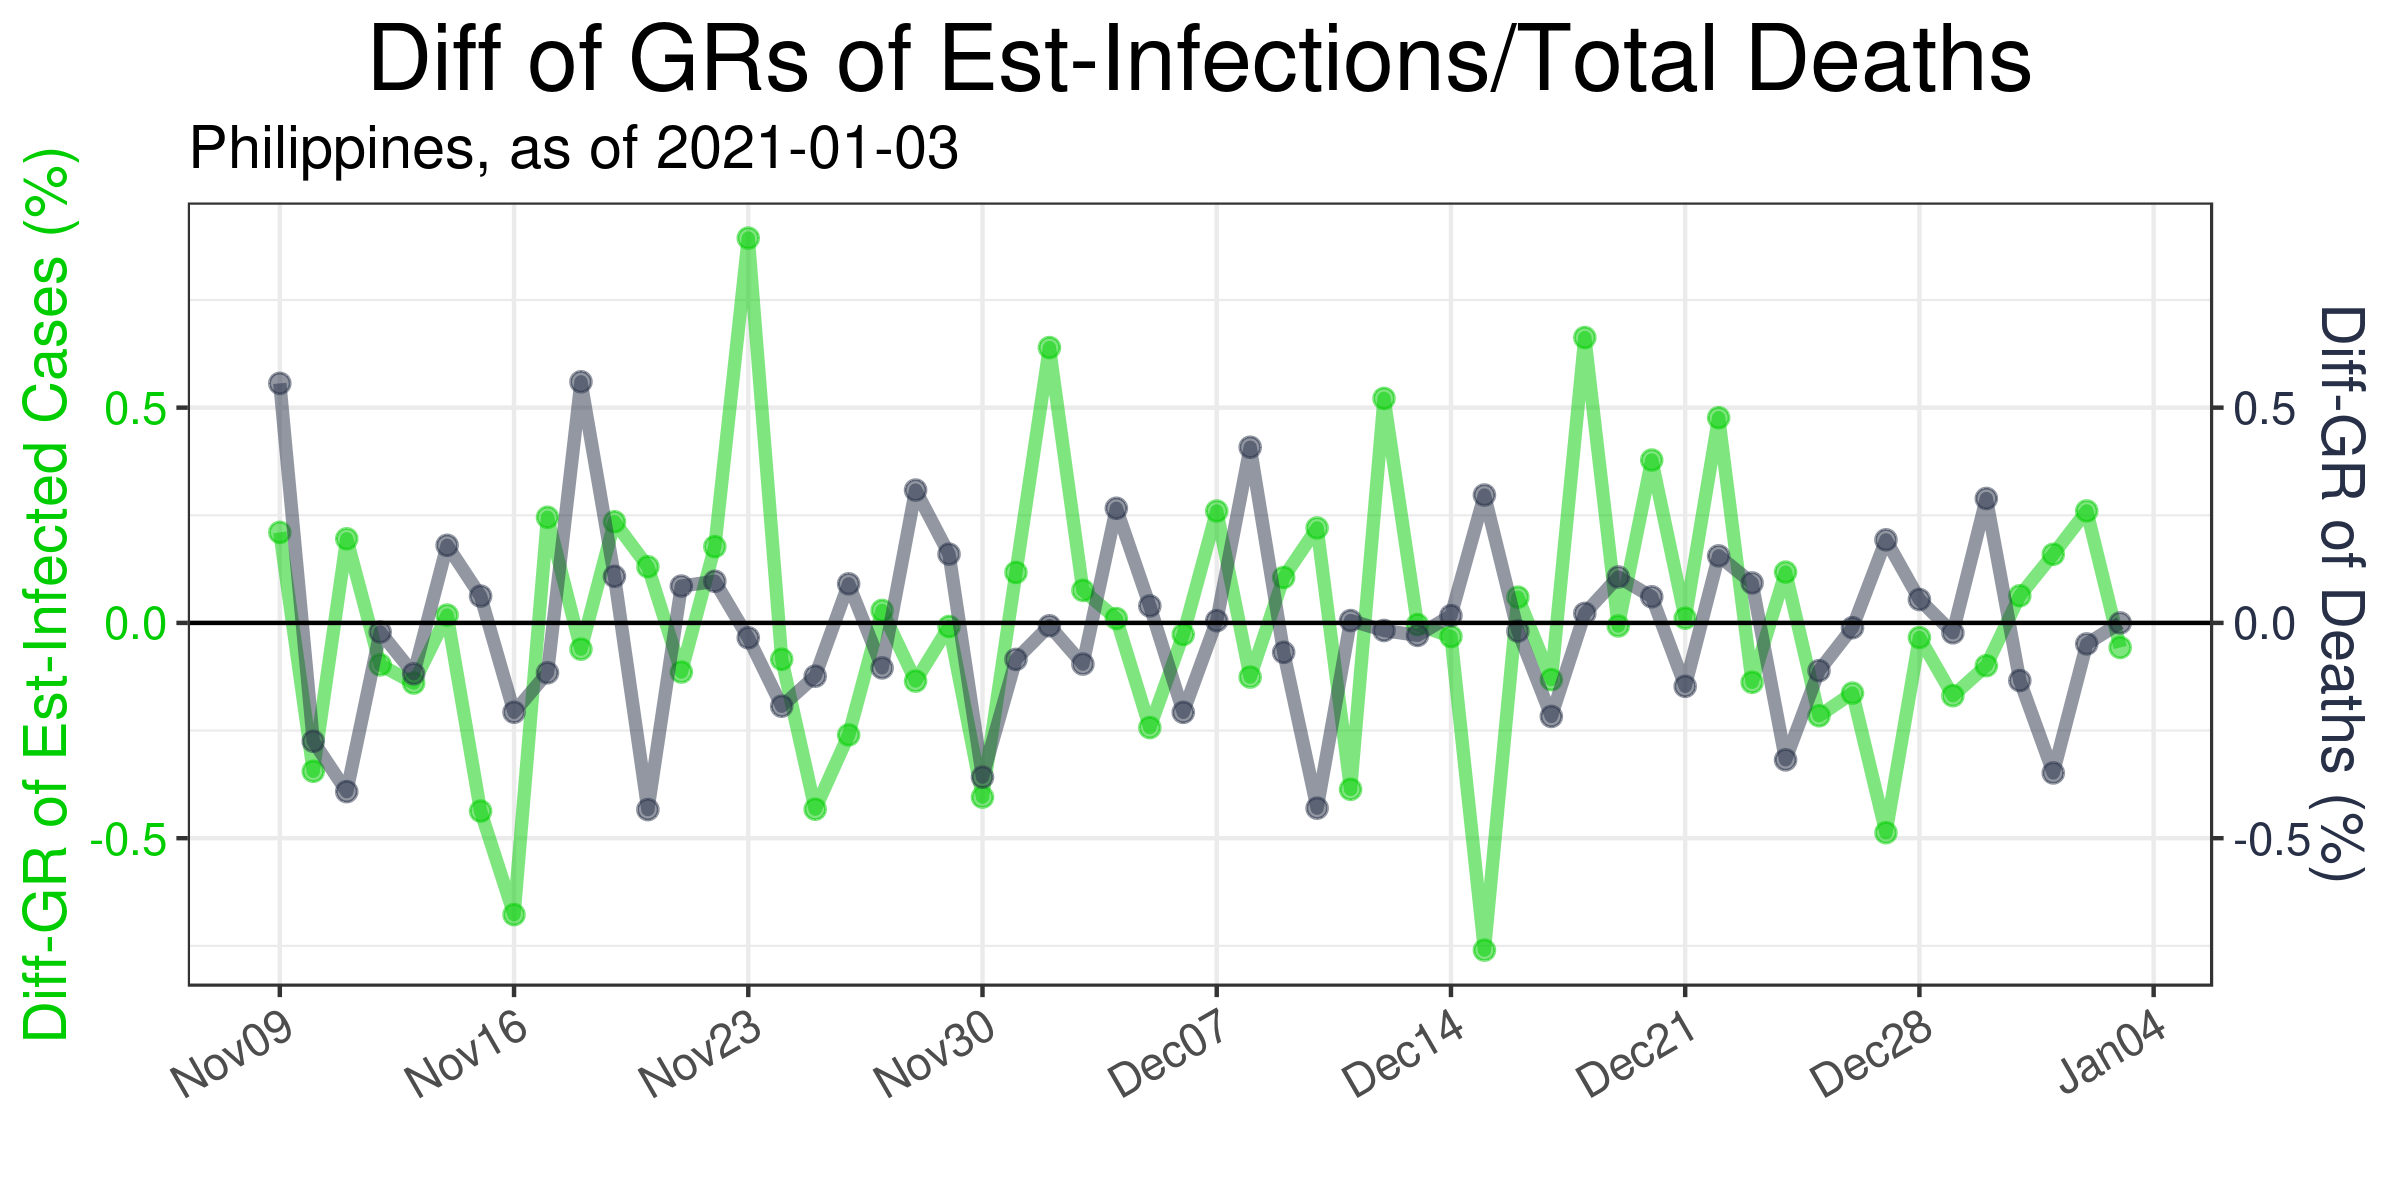 Diff of GRs of Est-Infections/Total Deaths
Philippines, as of 2021-01-03
Diff-GR of Est-Infected Cases (%)
0.5
0.0
-0.5
0.5
0.0
-0.5
Diff-GR of Deaths (%)
Nov09
Nov16
Nov23
Nov30
Dec07
Dec14
Dec21
Dec28
Jan04